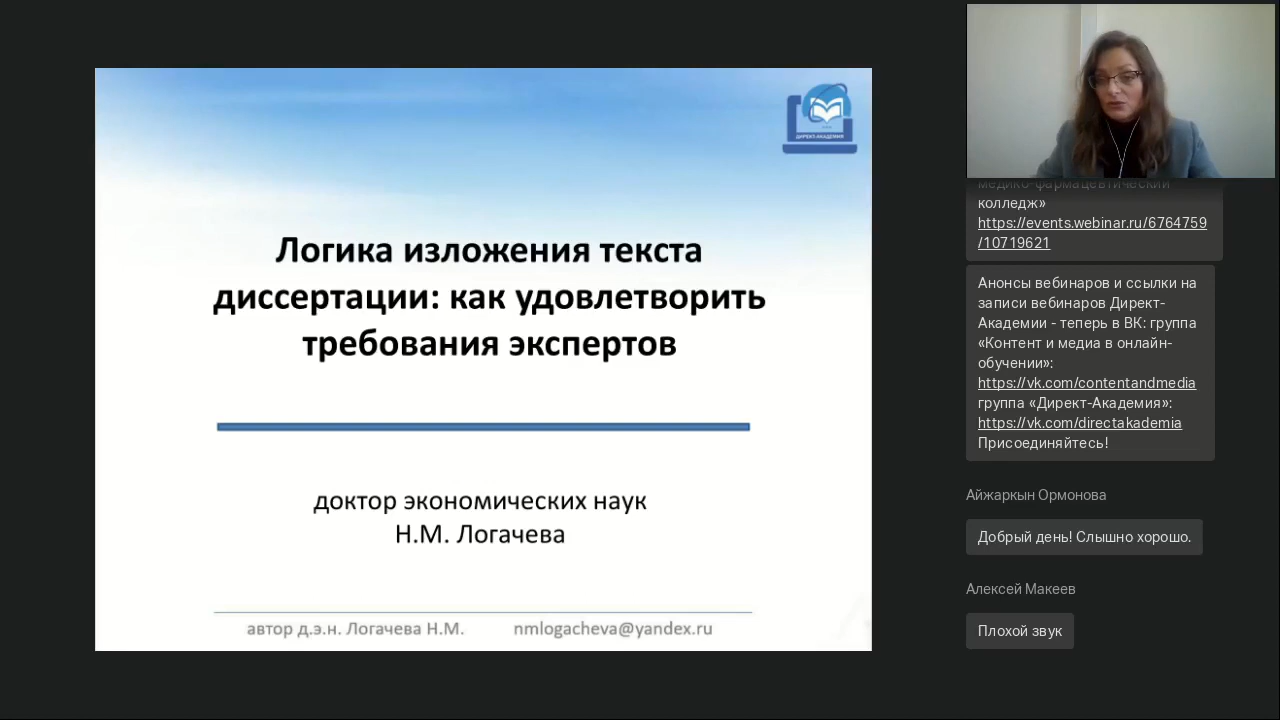 ДИРЕКТ-АКАДЕМИЯ
Логика изложения текста
диссертации: как удовлетворить
требования экспертов
доктор экономических наук
Н.М. Логачева
автор д.э.н. Логачева Н.М.
nmlogacheva@yandex.ru
медико-фармацевтический
колледж»
https://events.webinar.ru/6764759
/10719621
Анонсы вебинаров и ссылки на
записи вебинаров Директ-
Академии - теперь в ВК: группа
«Контент и медиа в онлайн-
обучении»:
https://vk.com/contentandmedia
группа «Директ-Академия»:
https://vk.com/directakademia
Присоединяйтесь!
Айжаркын Ормонова
Добрый день! Слышно хорошо.
Алексей Макеев
Плохой звук